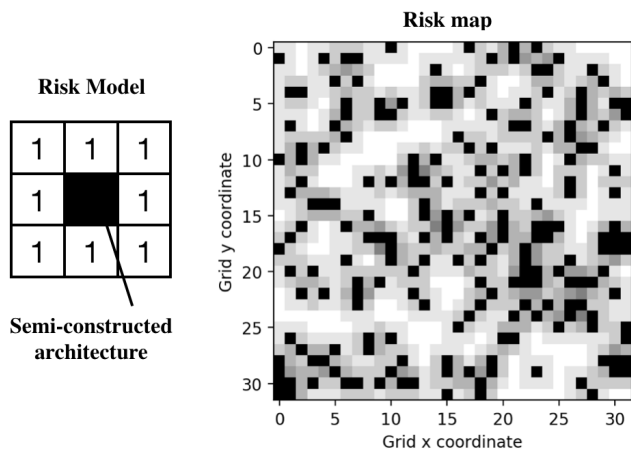 Risk map
Risk Model
1 1 1
1 1
1 1 1
Semi-constructed
architecture
Grid y coordinate
0
5
10
15
20
25
30
0 5 10 15 20 25 30
Grid x coordinate